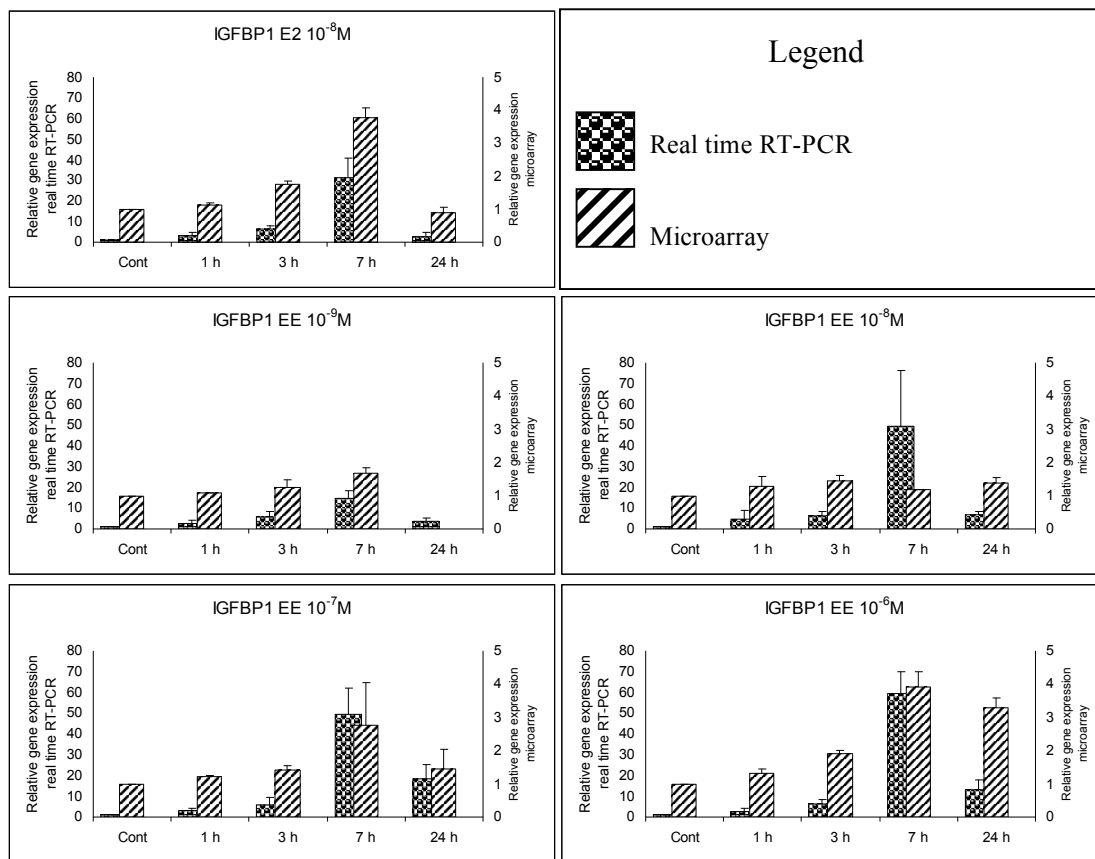 IGFBP1 E2 10⁻⁸M
Relative gene expression
real time RT-PCR
80
70
60
50
40
30
20
10
0
5
4
3
2
1
0
Relative gene expression
microarray
Cont 1 h 3 h 7 h 24 h
Legend
Real time RT-PCR
Microarray
IGFBP1 EE 10⁻⁹M
Relative gene expression
real time RT-PCR
80
70
60
50
40
30
20
10
0
5
4
3
2
1
0
Relative gene expression
microarray
Cont 1 h 3 h 7 h 24 h
IGFBP1 EE 10⁻⁸M
Relative gene expression
real time RT-PCR
80
70
60
50
40
30
20
10
0
5
4
3
2
1
0
Relative gene expression
microarray
Cont 1 h 3 h 7 h 24 h
IGFBP1 EE 10⁻⁷M
Relative gene expression
real time RT-PCR
80
70
60
50
40
30
20
10
0
5
4
3
2
1
0
Relative gene expression
microarray
Cont 1 h 3 h 7 h 24 h
IGFBP1 EE 10⁻⁶M
Relative gene expression
real time RT-PCR
80
70
60
50
40
30
20
10
0
5
4
3
2
1
0
Relative gene expression
microarray
Cont 1 h 3 h 7 h 24 h